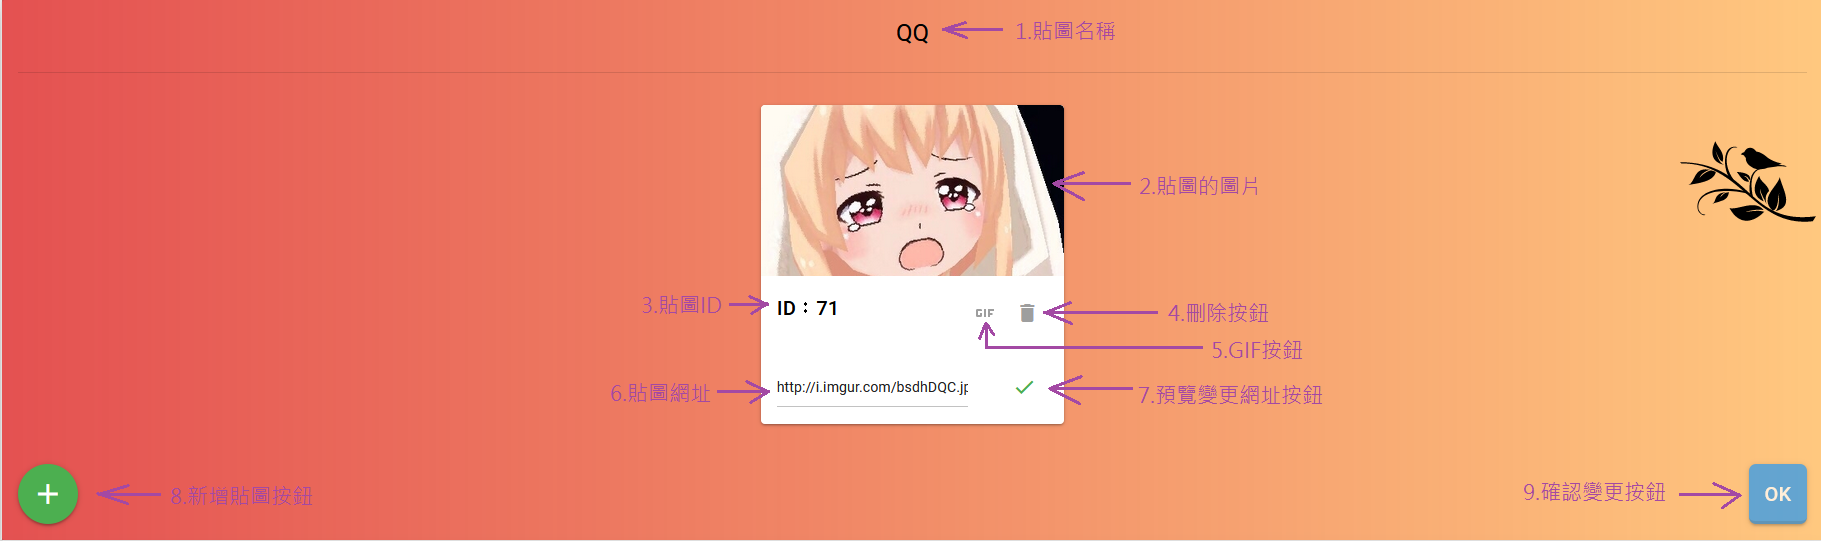 QQ
1.貼圖名稱
2.貼圖的圖片
3.貼圖ID
ID：71
GIF
4.刪除按鈕
5.GIF按鈕
6.貼圖網址
http://i.imgur.com/bsdhDQC.jp
7.預覽變更網址按鈕
8.新增貼圖按鈕
9.確認變更按鈕
OK